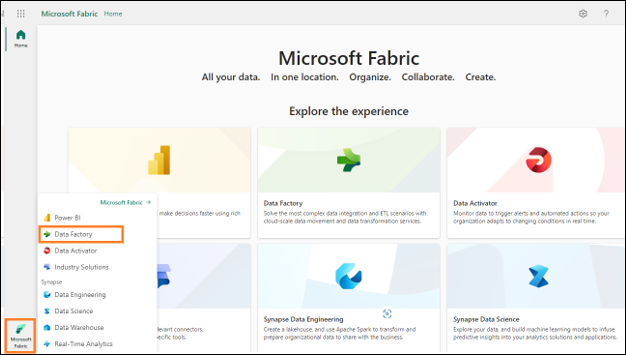 Microsoft Fabric Home
Home
Microsoft Fabric
All your data. In one location. Organize. Collaborate. Create.
Explore the experience
make decisions faster using rich
Data Factory
Solve the most complex data integration and ETL scenarios with
cloud-scale data movement and data transformation services.
Data Activator
Monitor data to trigger alerts and automated actions so your
organization adapts to changing conditions in real time.
Microsoft Fabric →
Power BI
Data Factory
Data Activator
Industry Solutions
Synapse
Data Engineering
Data Science
Data Warehouse
Real-Time Analytics
Microsoft
Fabric
elevant connectors,
pecific tools.
Synapse Data Engineering
Create a lakehouse, and use Apache Spark to transform and
prepare organizational data to share with the business.
Synapse Data Science
Explore your data, and build machine learning models to infuse
predictive insights into your analytics solutions and applications.